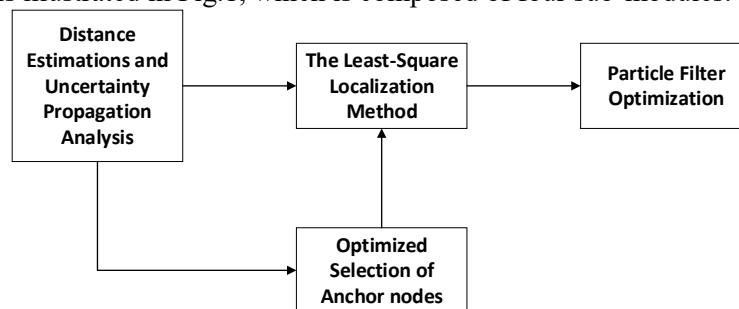 is illustrated in Fig.1, which is composed of four sub-modules.
Distance
Estimations and
Uncertainty
Propagation
Analysis
The Least-Square
Localization
Method
Particle Filter
Optimization
Optimized
Selection of
Anchor nodes